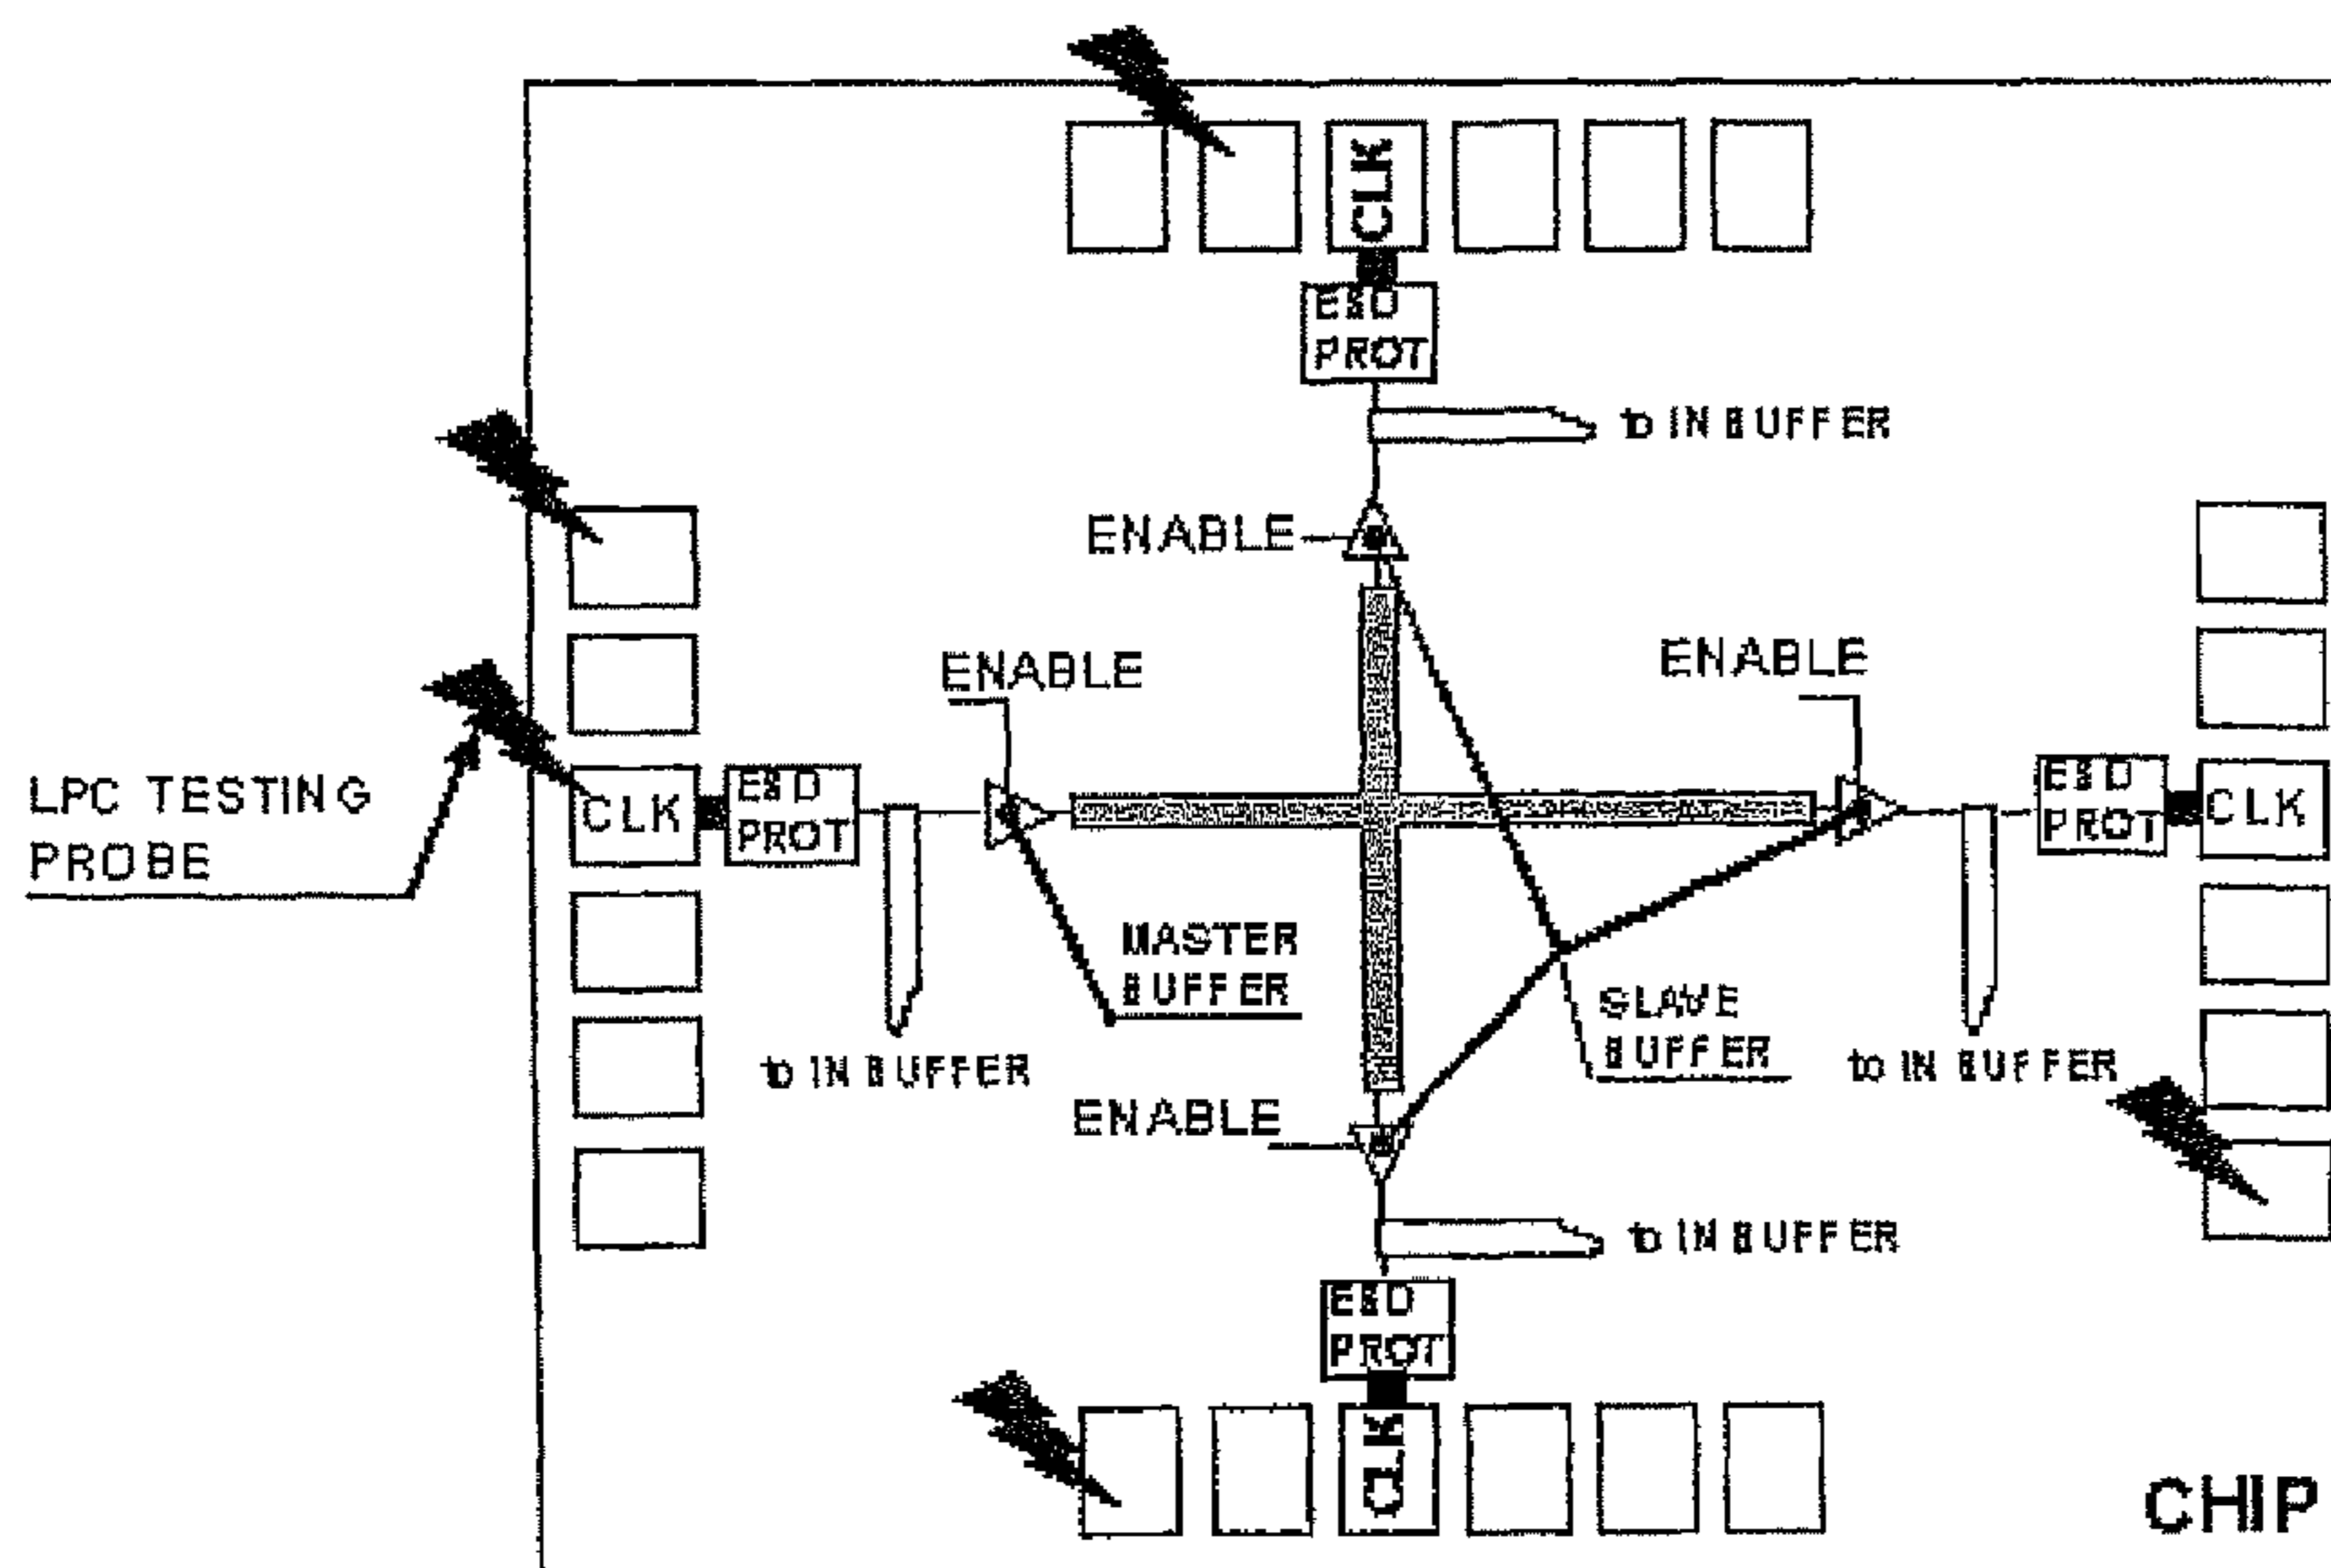 CLK
ESD
PROT
to IN BUFFER
ENABLE
ENABLE
ENABLE
LPC TESTING
PROBE
CLK
ESD
PROT
ESD
PROT
CLK
MASTER
BUFFER
SLAVE
BUFFER
to IN BUFFER
to IN BUFFER
ENABLE
to IN BUFFER
ESD
PROT
CLK
CHIP